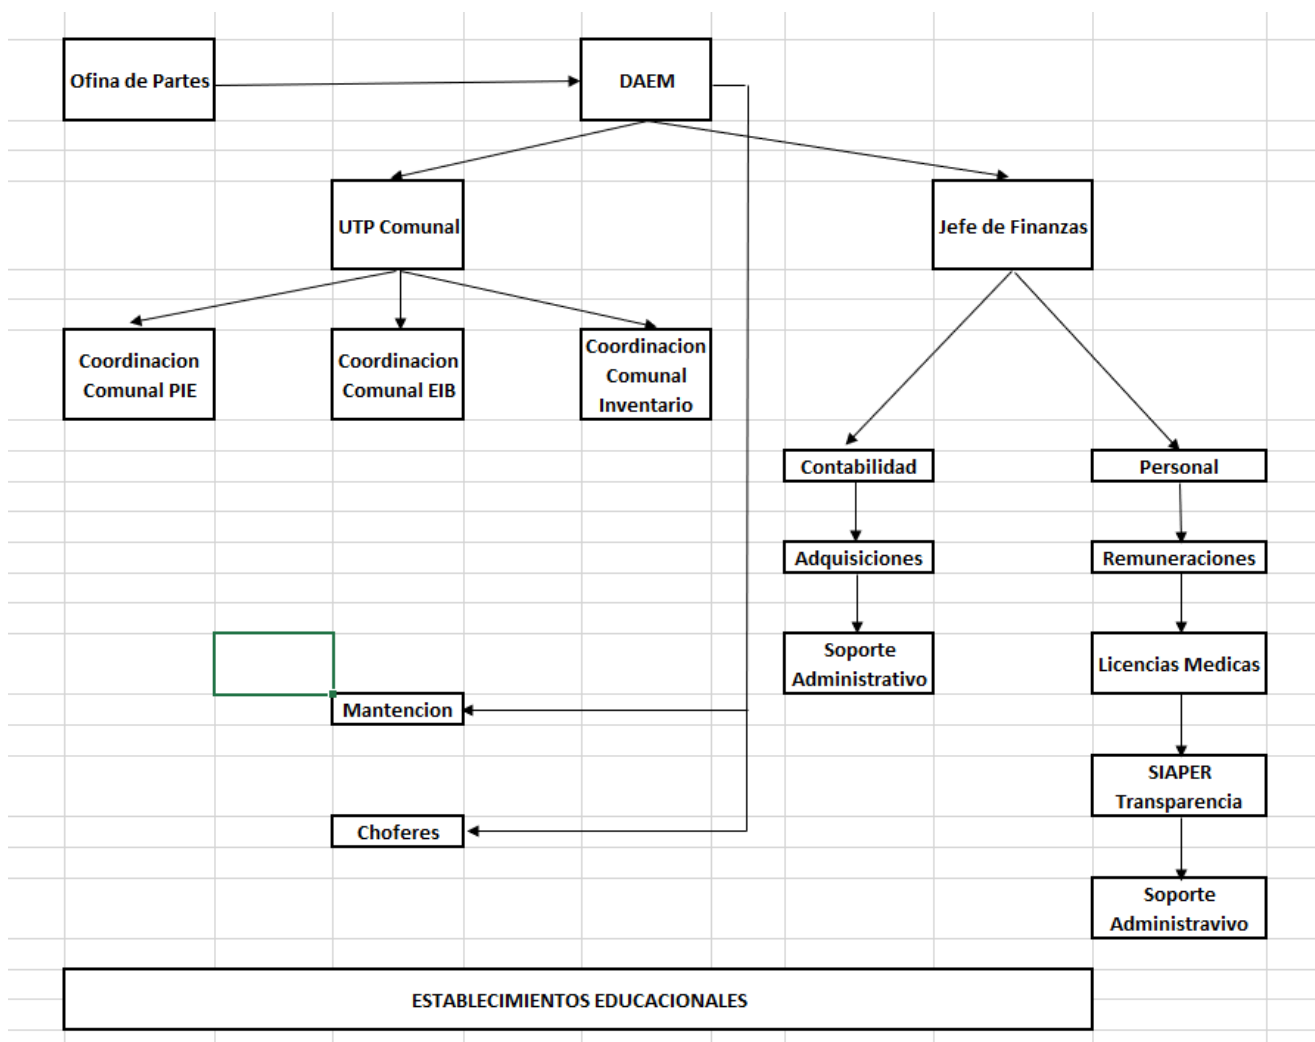 Ofina de Partes
DAEM
UTP Comunal
Jefe de Finanzas
Coordinacion
Comunal PIE
Coordinacion
Comunal EIB
Coordinacion
Comunal
Inventario
Contabilidad
Personal
Adquisiciones
Remuneraciones
Soporte
Administrativo
Licencias Medicas
Mantencion
SIAPER
Transparencia
Choferes
Soporte
Administravivo
ESTABLECIMIENTOS EDUCACIONALES